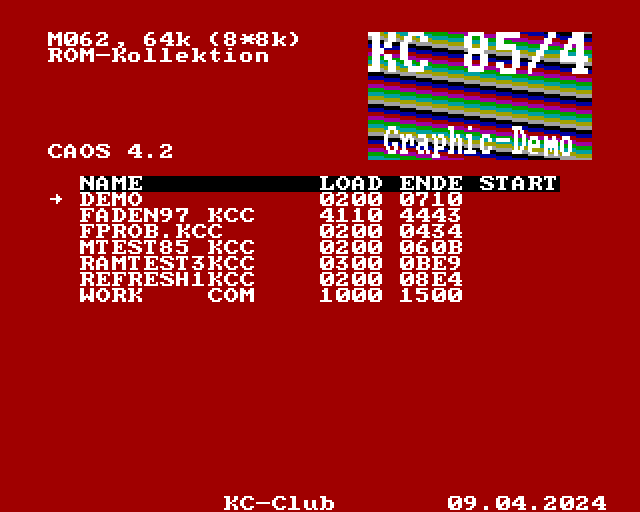 M062, 64k (8*8k)
ROM-Kollektion
KC 85/4
Graphic-Demo
CAOS 4.2
NAME LOAD ENDE START
→ DEMO 0200 0710
FADEN97 KCC 4110 4443
FPROB.KCC 0200 0434
MTEST85 KCC 0200 060B
RAMTEST3KCC 0300 0BE9
REFRESH1KCC 0200 08E4
WORK COM 1000 1500
KC-Club 09.04.2024